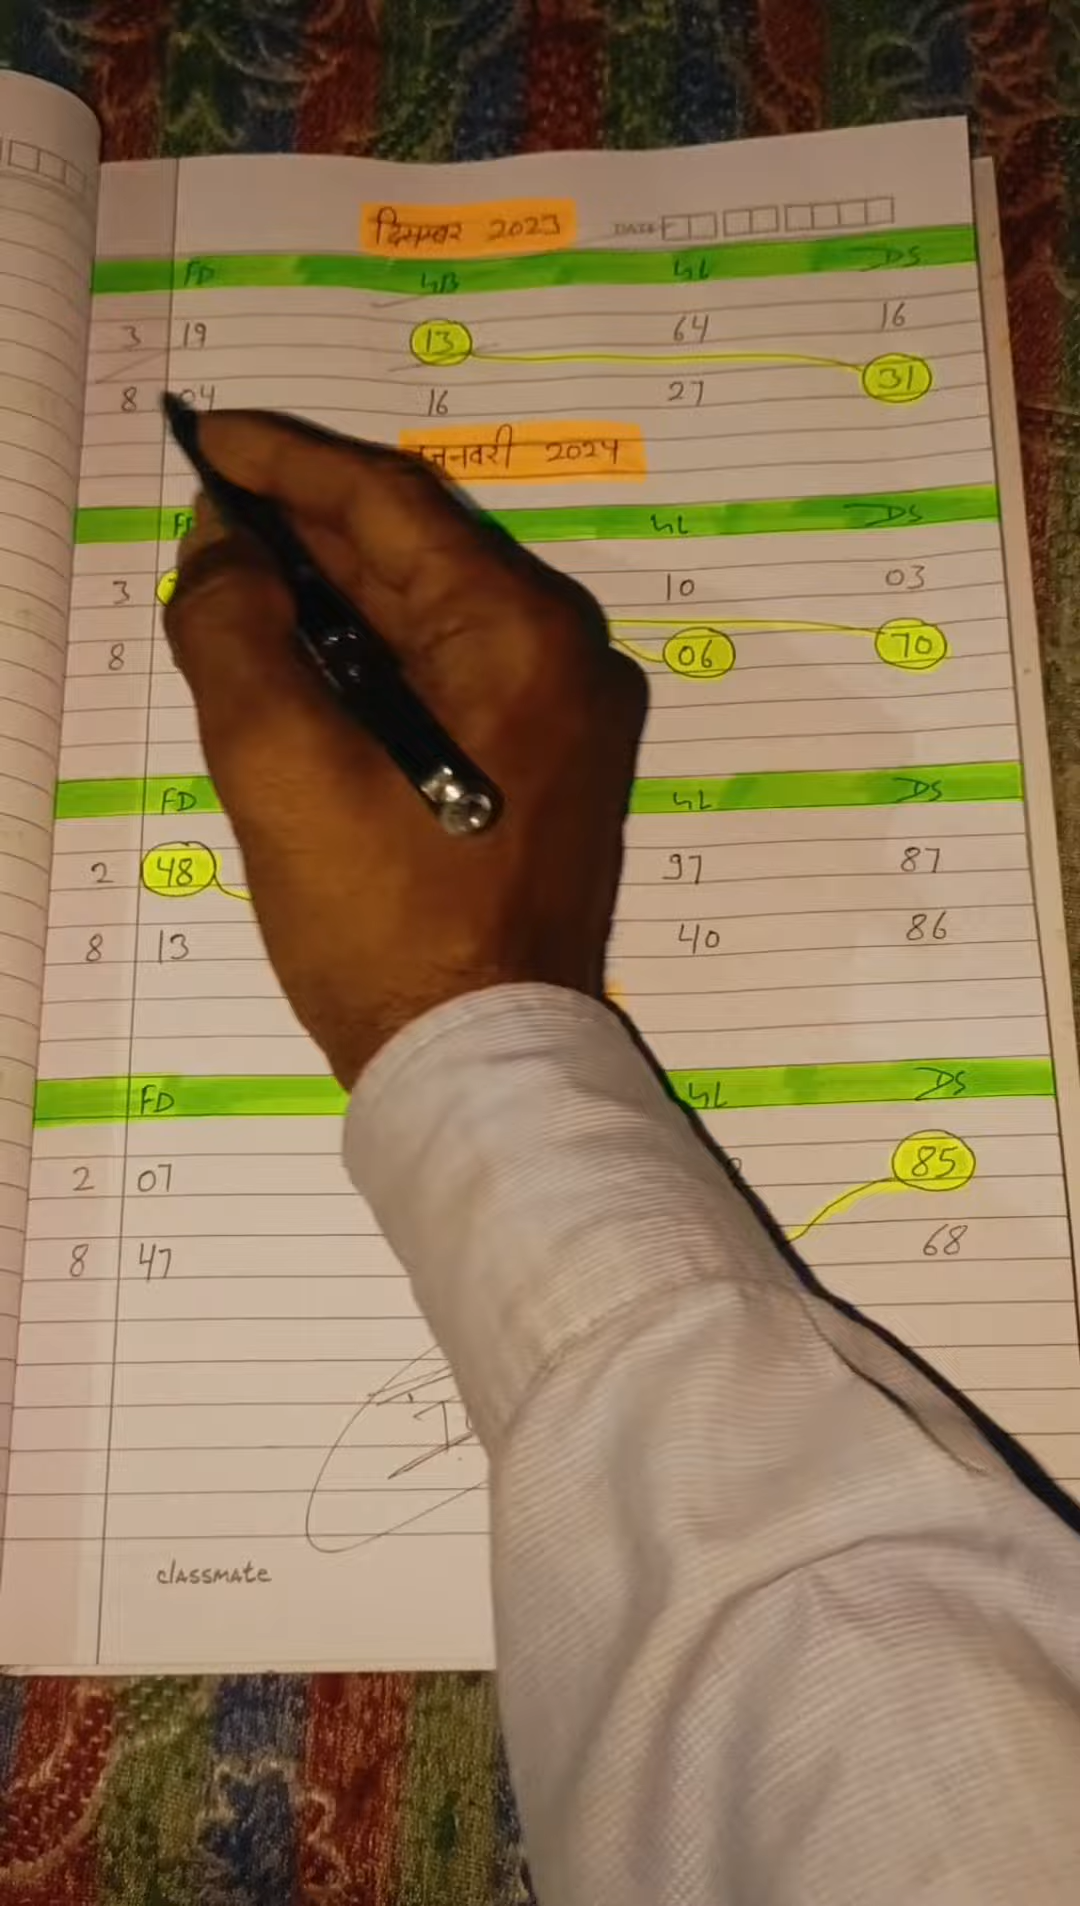 दिसम्बर 2023 DATE
FD GB GL DS
3 19 13 64 16
31
8 04 16 27
जनवरी 2024
GL DS
3 10 03
8 06 70
FD GL DS
2 48 97 87
8 13 40 86
FD GL DS
2 07 85
8 47 68
classmate